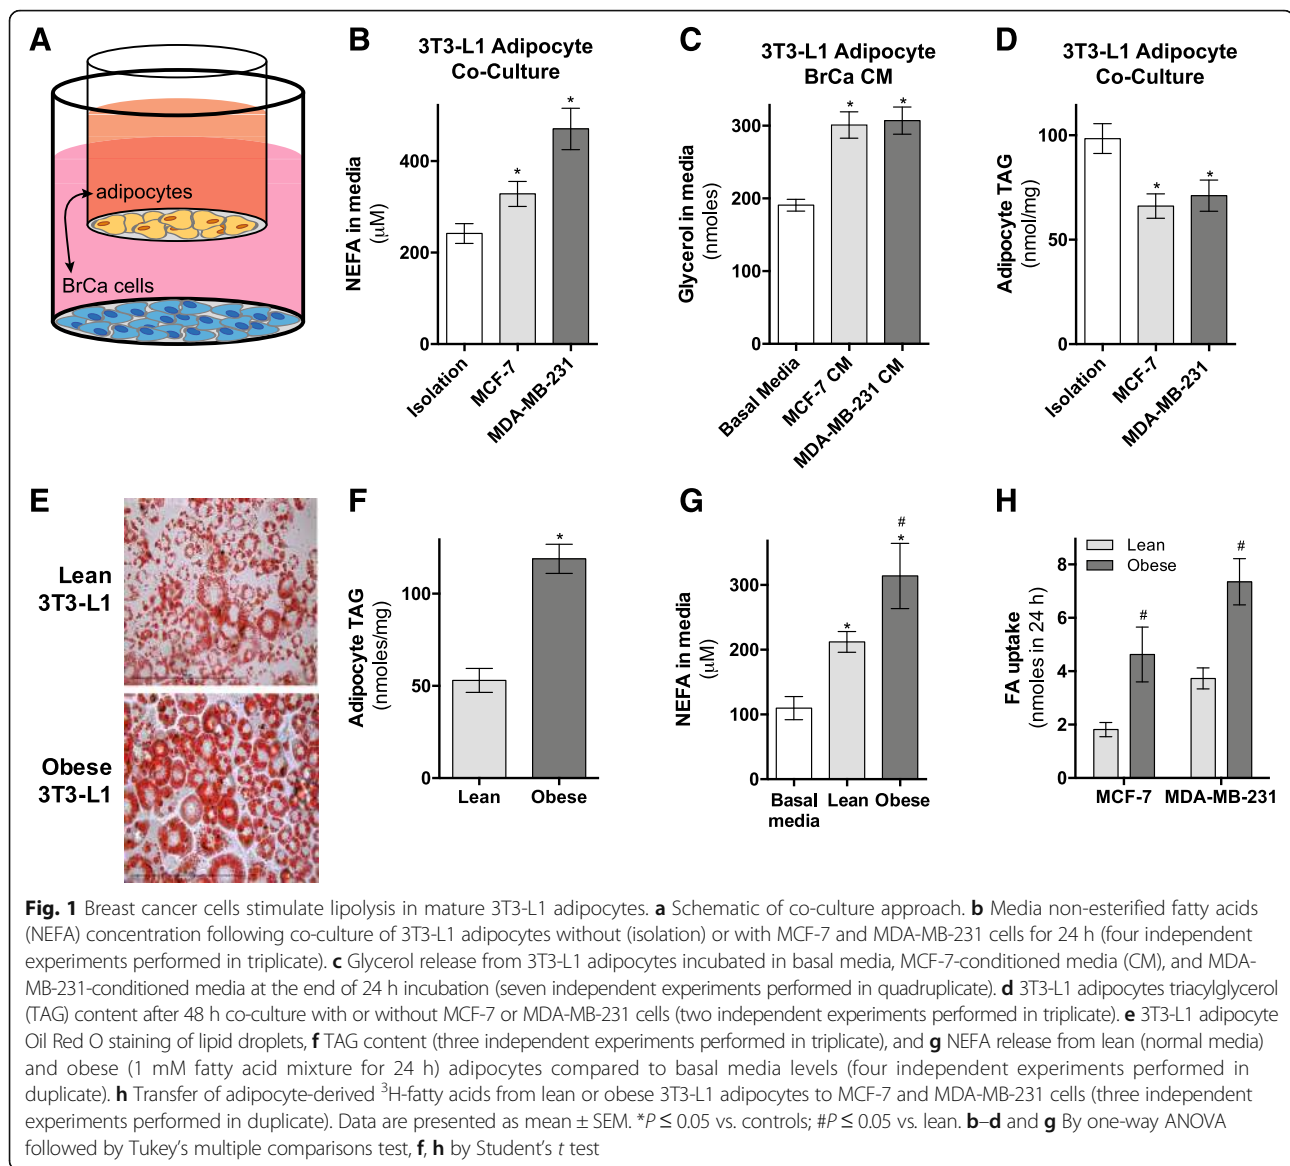 A
adipocytes
BrCa cells
B
3T3-L1 Adipocyte
Co-Culture
NEFA in media
(μM)
400
200
0
*
*
Isolation
MCF-7
MDA-MB-231
C
3T3-L1 Adipocyte
BrCa CM
Glycerol in media
(nmoles)
300
200
100
0
*
*
Basal Media
MCF-7 CM
MDA-MB-231 CM
D
3T3-L1 Adipocyte
Co-Culture
Adipocyte TAG
(nmol/mg)
100
50
0
*
*
Isolation
MCF-7
MDA-MB-231
E
Lean
3T3-L1
Obese
3T3-L1
F
Adipocyte TAG
(nmoles/mg)
100
50
0
*
Lean
Obese
G
NEFA in media
(μM)
300
200
100
0
*
#
*
Basal
media
Lean
Obese
H
FA uptake
(nmoles in 24 h)
8
6
4
2
0
Lean
Obese
#
#
MCF-7
MDA-MB-231
Fig. 1 Breast cancer cells stimulate lipolysis in mature 3T3-L1 adipocytes. a Schematic of co-culture approach. b Media non-esterified fatty acids
(NEFA) concentration following co-culture of 3T3-L1 adipocytes without (isolation) or with MCF-7 and MDA-MB-231 cells for 24 h (four independent
experiments performed in triplicate). c Glycerol release from 3T3-L1 adipocytes incubated in basal media, MCF-7-conditioned media (CM), and MDA-
MB-231-conditioned media at the end of 24 h incubation (seven independent experiments performed in quadruplicate). d 3T3-L1 adipocytes triacylglycerol
(TAG) content after 48 h co-culture with or without MCF-7 or MDA-MB-231 cells (two independent experiments performed in triplicate). e 3T3-L1 adipocyte
Oil Red O staining of lipid droplets, f TAG content (three independent experiments performed in triplicate), and g NEFA release from lean (normal media)
and obese (1 mM fatty acid mixture for 24 h) adipocytes compared to basal media levels (four independent experiments performed in
duplicate). h Transfer of adipocyte-derived ³H-fatty acids from lean or obese 3T3-L1 adipocytes to MCF-7 and MDA-MB-231 cells (three independent
experiments performed in duplicate). Data are presented as mean ± SEM. *P ≤ 0.05 vs. controls; #P ≤ 0.05 vs. lean. b–d and g By one-way ANOVA
followed by Tukey's multiple comparisons test, f, h by Student's t test